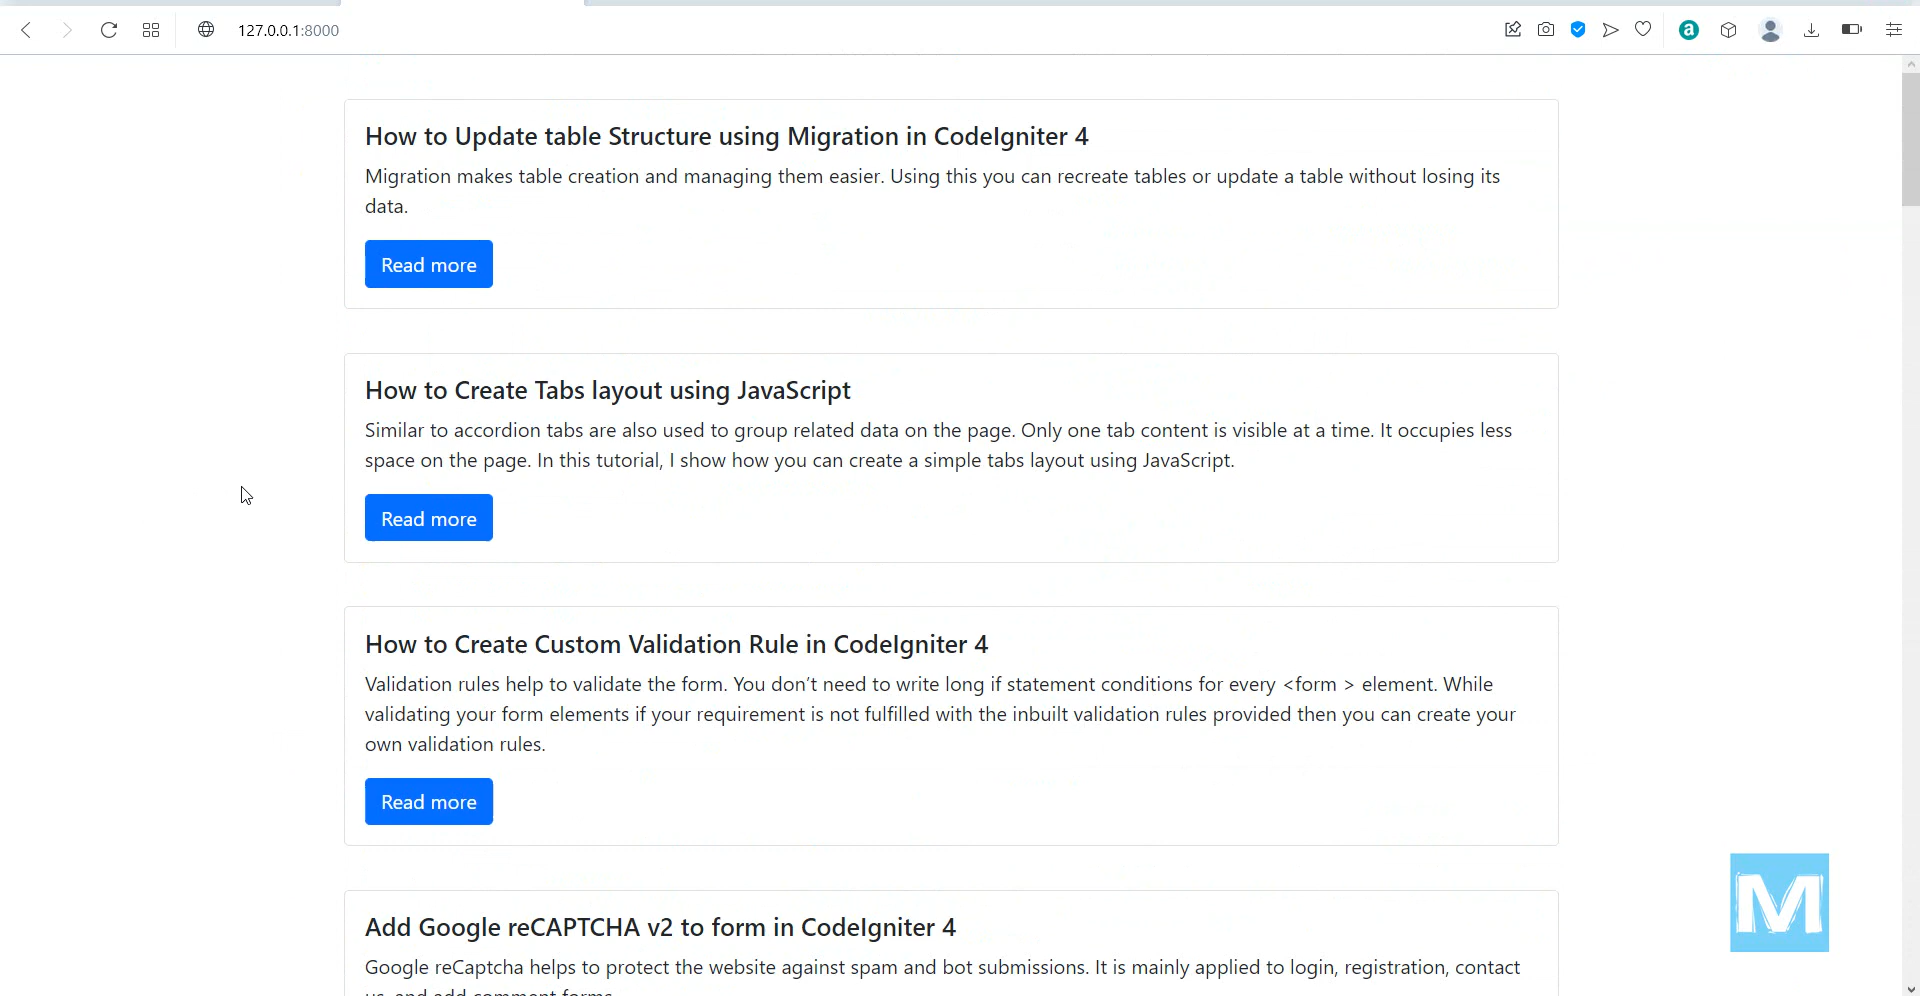 127.0.0.1:8000
a
How to Update table Structure using Migration in CodeIgniter 4
Migration makes table creation and managing them easier. Using this you can recreate tables or update a table without losing its
data.
Read more
How to Create Tabs layout using JavaScript
Similar to accordion tabs are also used to group related data on the page. Only one tab content is visible at a time. It occupies less
space on the page. In this tutorial, I show how you can create a simple tabs layout using JavaScript.
Read more
How to Create Custom Validation Rule in CodeIgniter 4
Validation rules help to validate the form. You don’t need to write long if statement conditions for every <form > element. While
validating your form elements if your requirement is not fulfilled with the inbuilt validation rules provided then you can create your
own validation rules.
Read more
M
Add Google reCAPTCHA v2 to form in CodeIgniter 4
Google reCaptcha helps to protect the website against spam and bot submissions. It is mainly applied to login, registration, contact
us, and add comment forms.